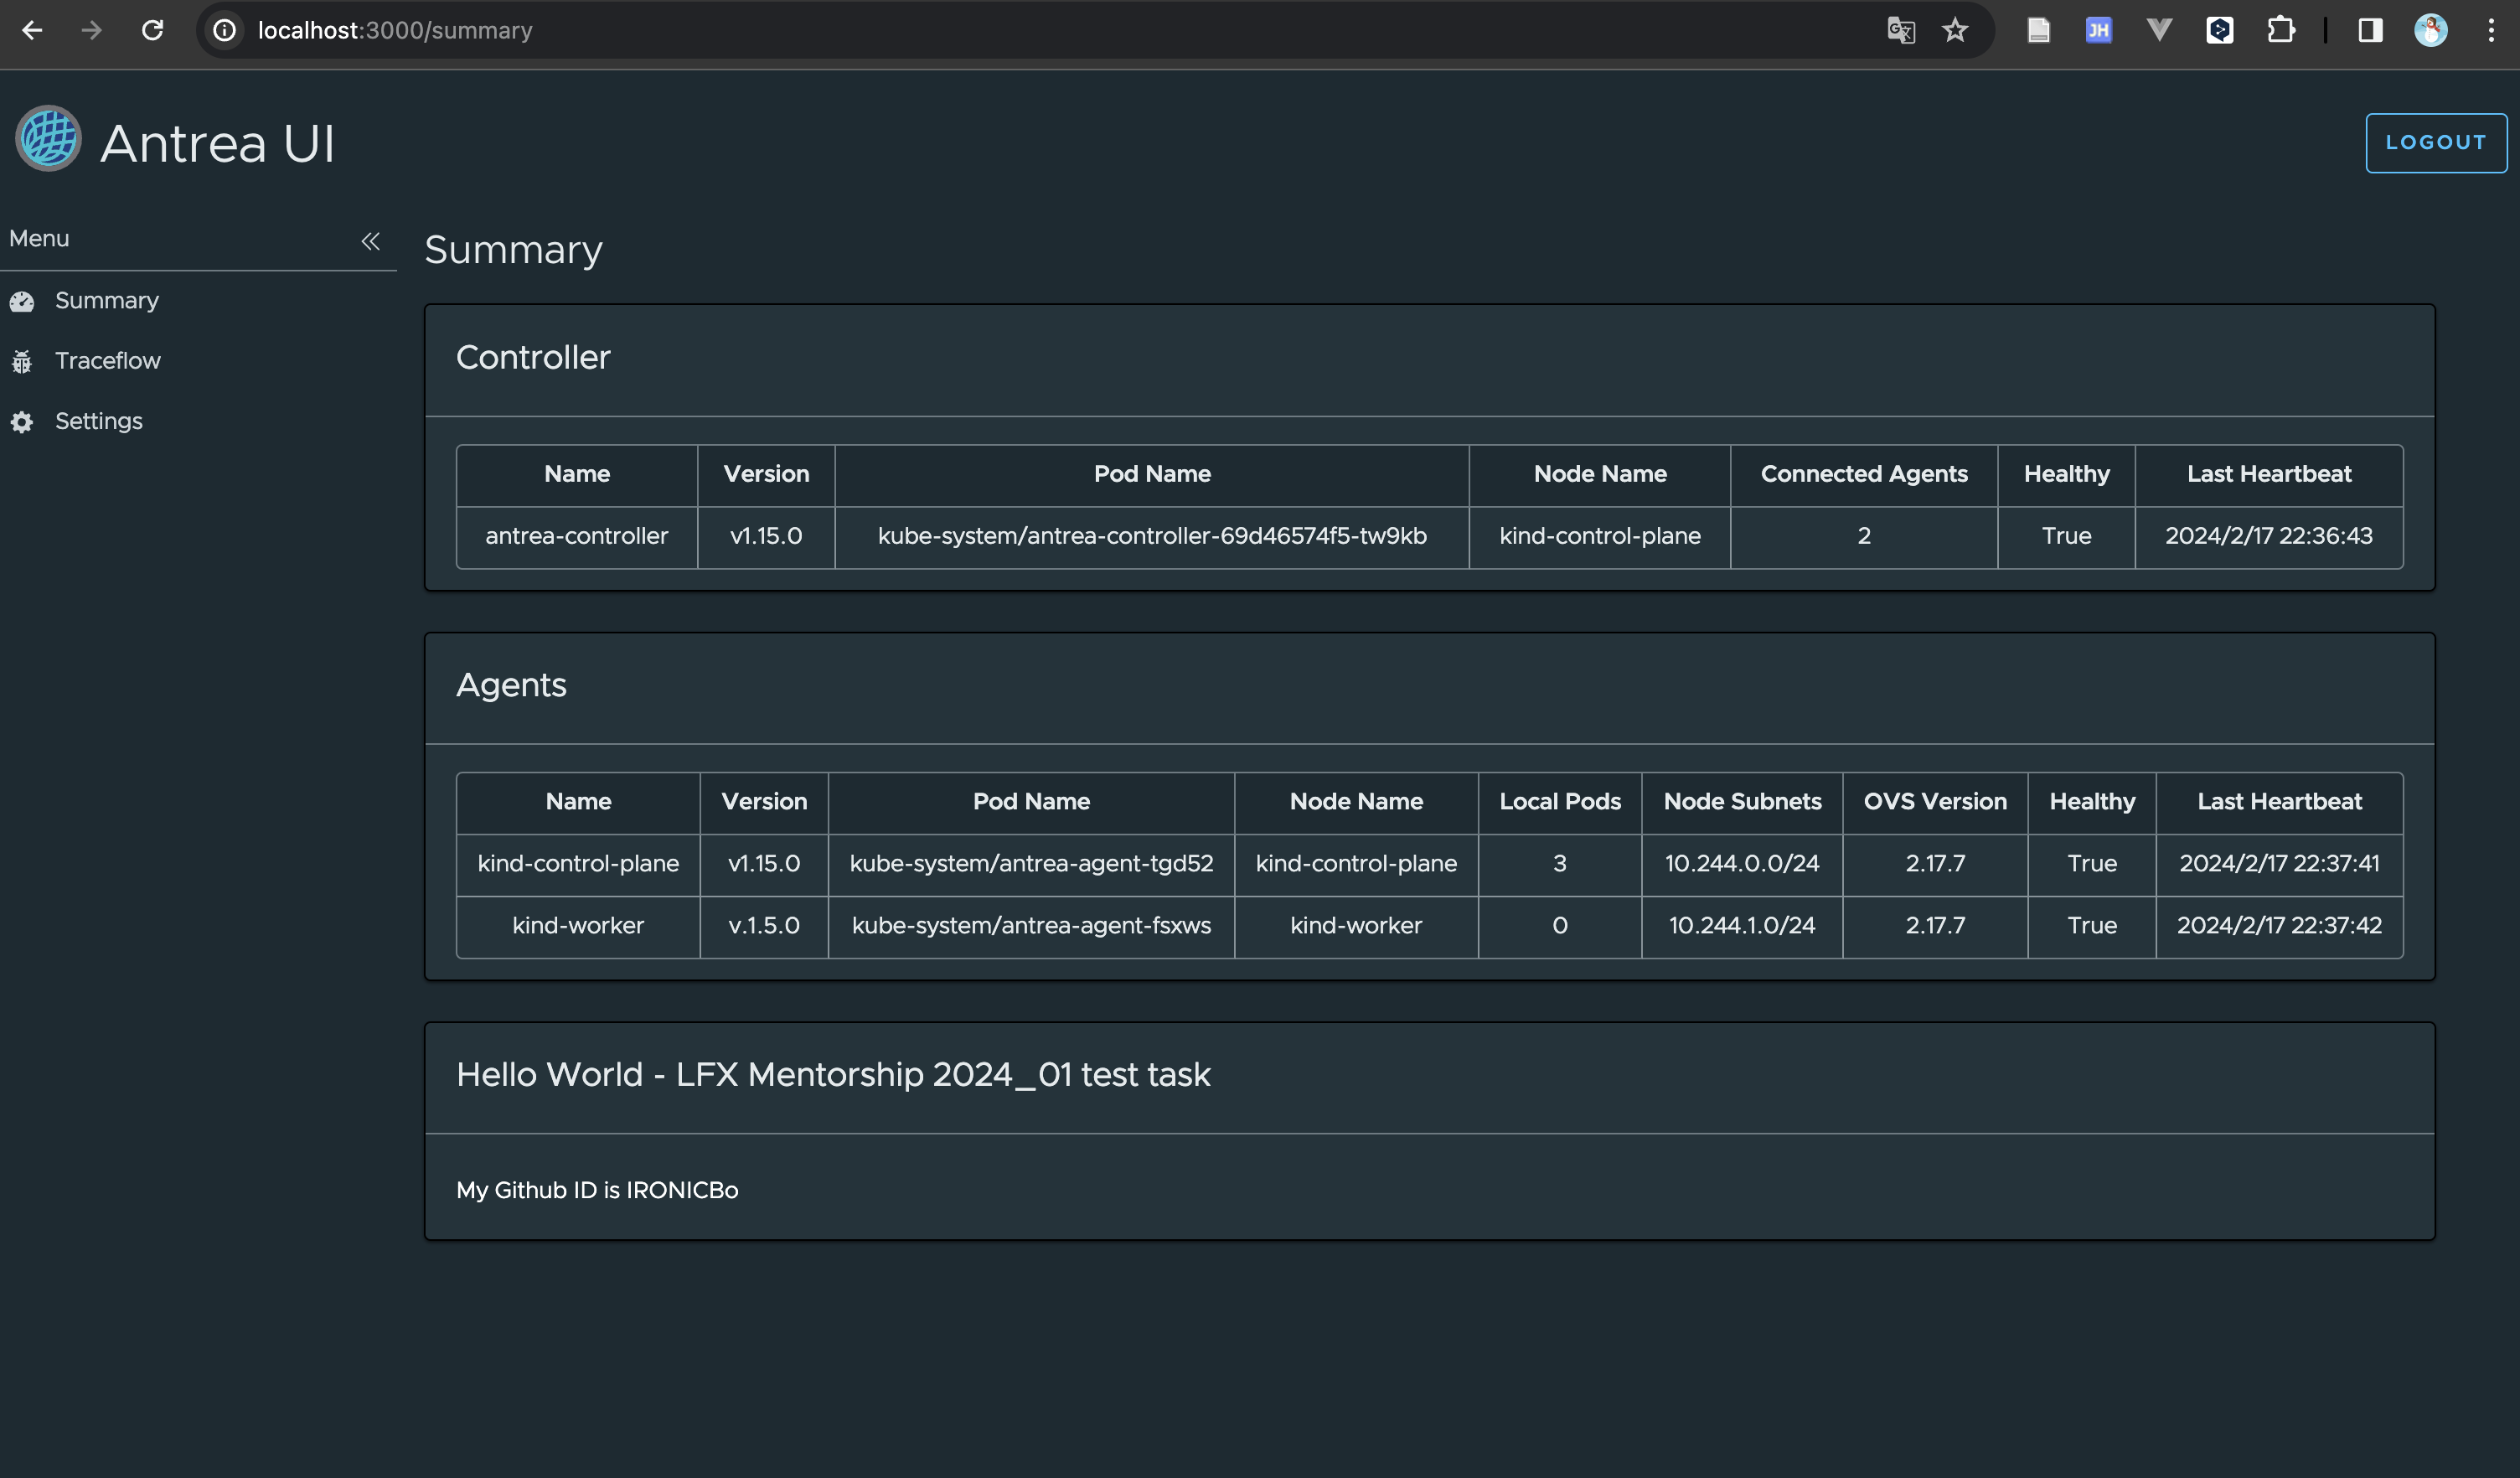 localhost:3000/summary
JH
Antrea UI
LOGOUT
Menu
Summary
Traceflow
Settings
Summary
Controller
Name Version Pod Name Node Name Connected Agents Healthy Last Heartbeat
antrea-controller v1.15.0 kube-system/antrea-controller-69d46574f5-tw9kb kind-control-plane 2 True 2024/2/17 22:36:43
Agents
Name Version Pod Name Node Name Local Pods Node Subnets OVS Version Healthy Last Heartbeat
kind-control-plane v1.15.0 kube-system/antrea-agent-tgd52 kind-control-plane 3 10.244.0.0/24 2.17.7 True 2024/2/17 22:37:41
kind-worker v.1.5.0 kube-system/antrea-agent-fsxws kind-worker 0 10.244.1.0/24 2.17.7 True 2024/2/17 22:37:42
Hello World - LFX Mentorship 2024_01 test task
My Github ID is IRONICBo